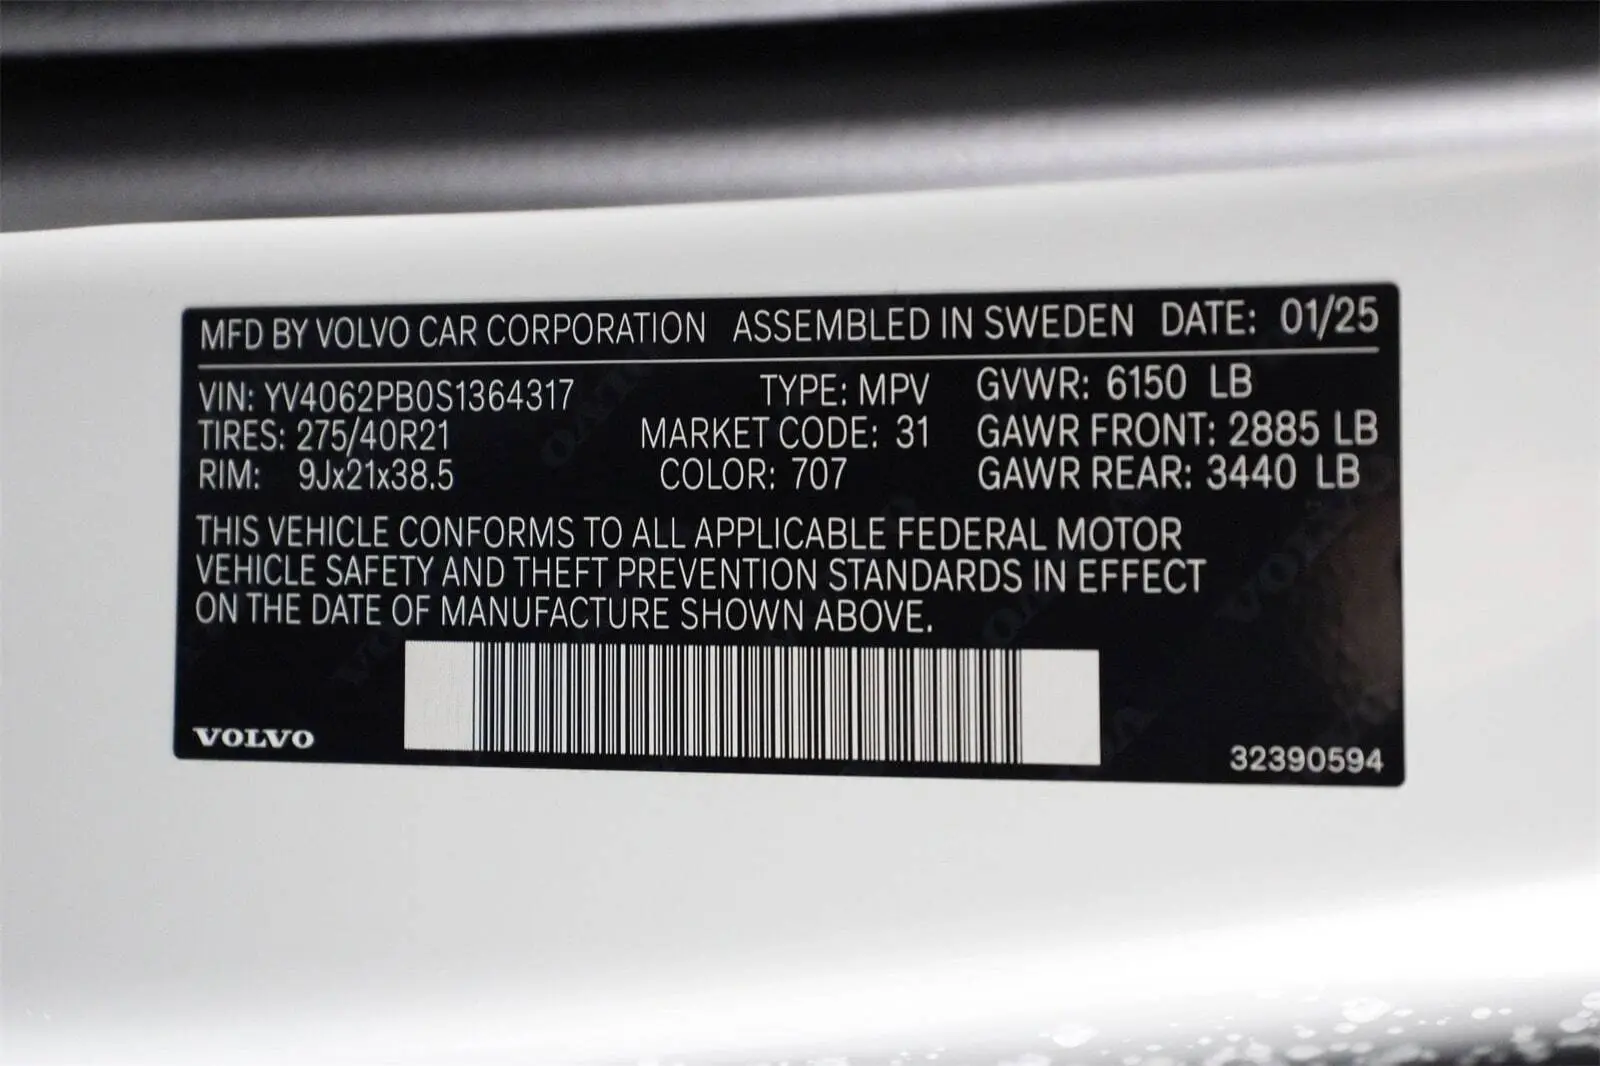 MFD BY VOLVO CAR CORPORATION ASSEMBLED IN SWEDEN DATE: 01/25
VIN: YV4062PB0S1364317 TYPE: MPV GVWR: 6150 LB
TIRES: 275/40R21 MARKET CODE: 31 GAWR FRONT: 2885 LB
RIM: 9Jx21x38.5 COLOR: 707 GAWR REAR: 3440 LB
THIS VEHICLE CONFORMS TO ALL APPLICABLE FEDERAL MOTOR
VEHICLE SAFETY AND THEFT PREVENTION STANDARDS IN EFFECT
ON THE DATE OF MANUFACTURE SHOWN ABOVE.
VOLVO
32390594